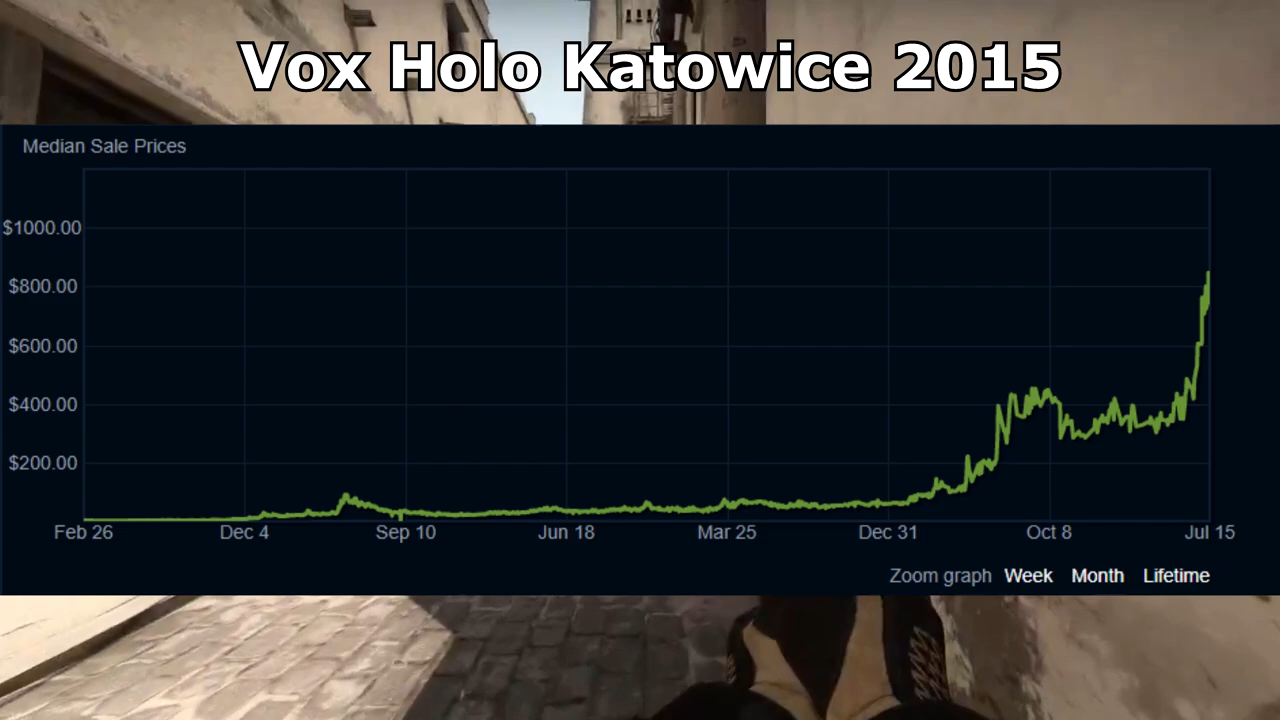 Vox Holo Katowice 2015
Median Sale Prices
$1000.00
$800.00
$600.00
$400.00
$200.00
Feb 26 Dec 4 Sep 10 Jun 18 Mar 25 Dec 31 Oct 8 Jul 15
Zoom graph Week Month Lifetime